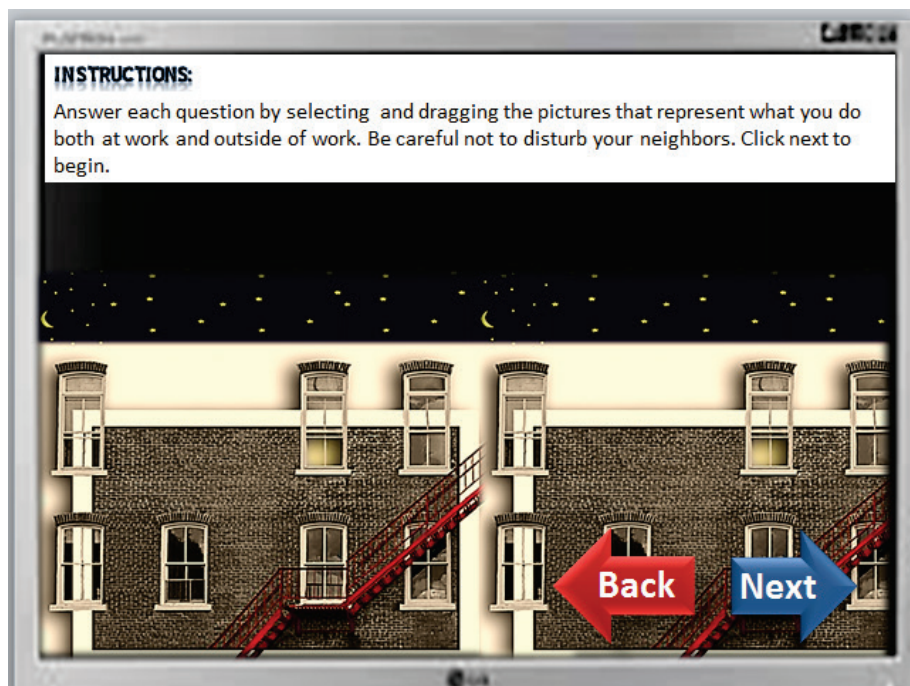 INSTRUCTIONS:
Answer each question by selecting and dragging the pictures that represent what you do
both at work and outside of work. Be careful not to disturb your neighbors. Click next to
begin.
Back
Next